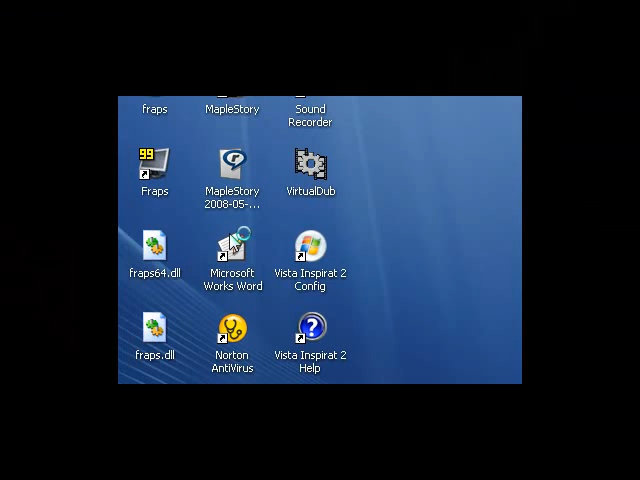 fraps
MapleStory
Sound
Recorder
99
Fraps
MapleStory
2008-05-...
VirtualDub
fraps64.dll
Microsoft
Works Word
Vista Inspirat 2
Config
fraps.dll
Norton
AntiVirus
Vista Inspirat 2
Help